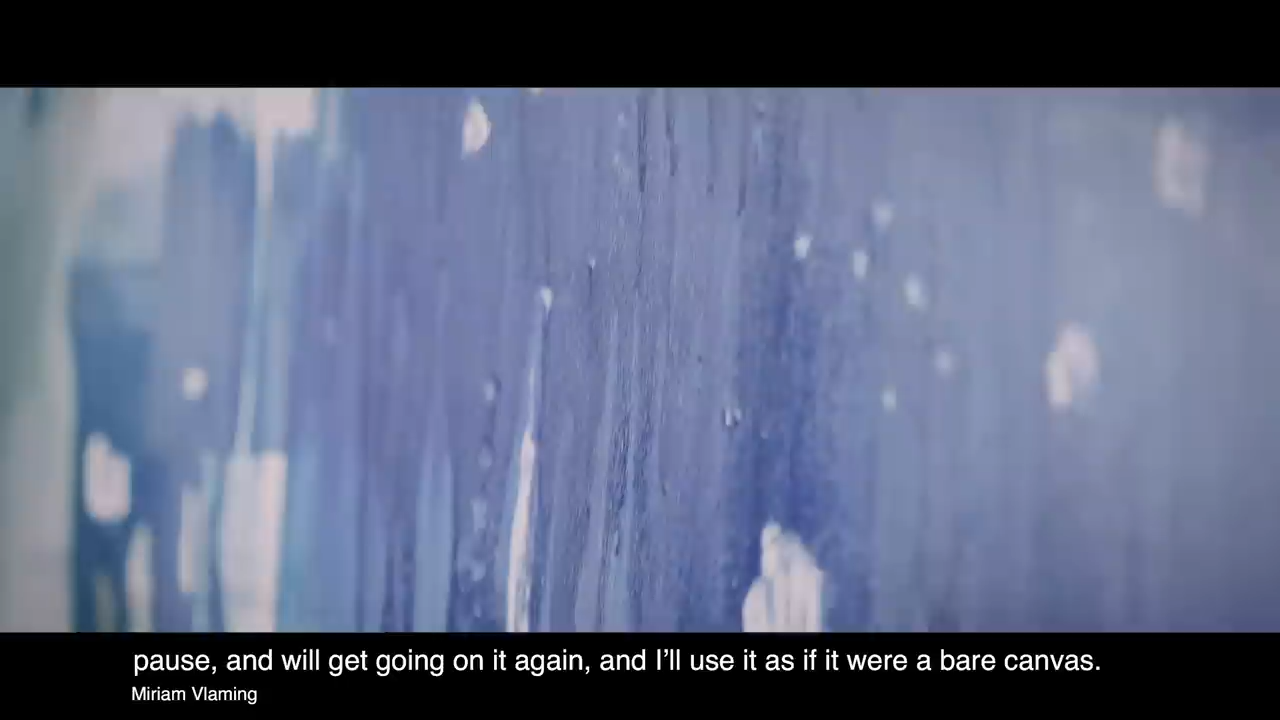 pause, and will get going on it again, and I’ll use it as if it were a bare canvas.
Miriam Vlaming